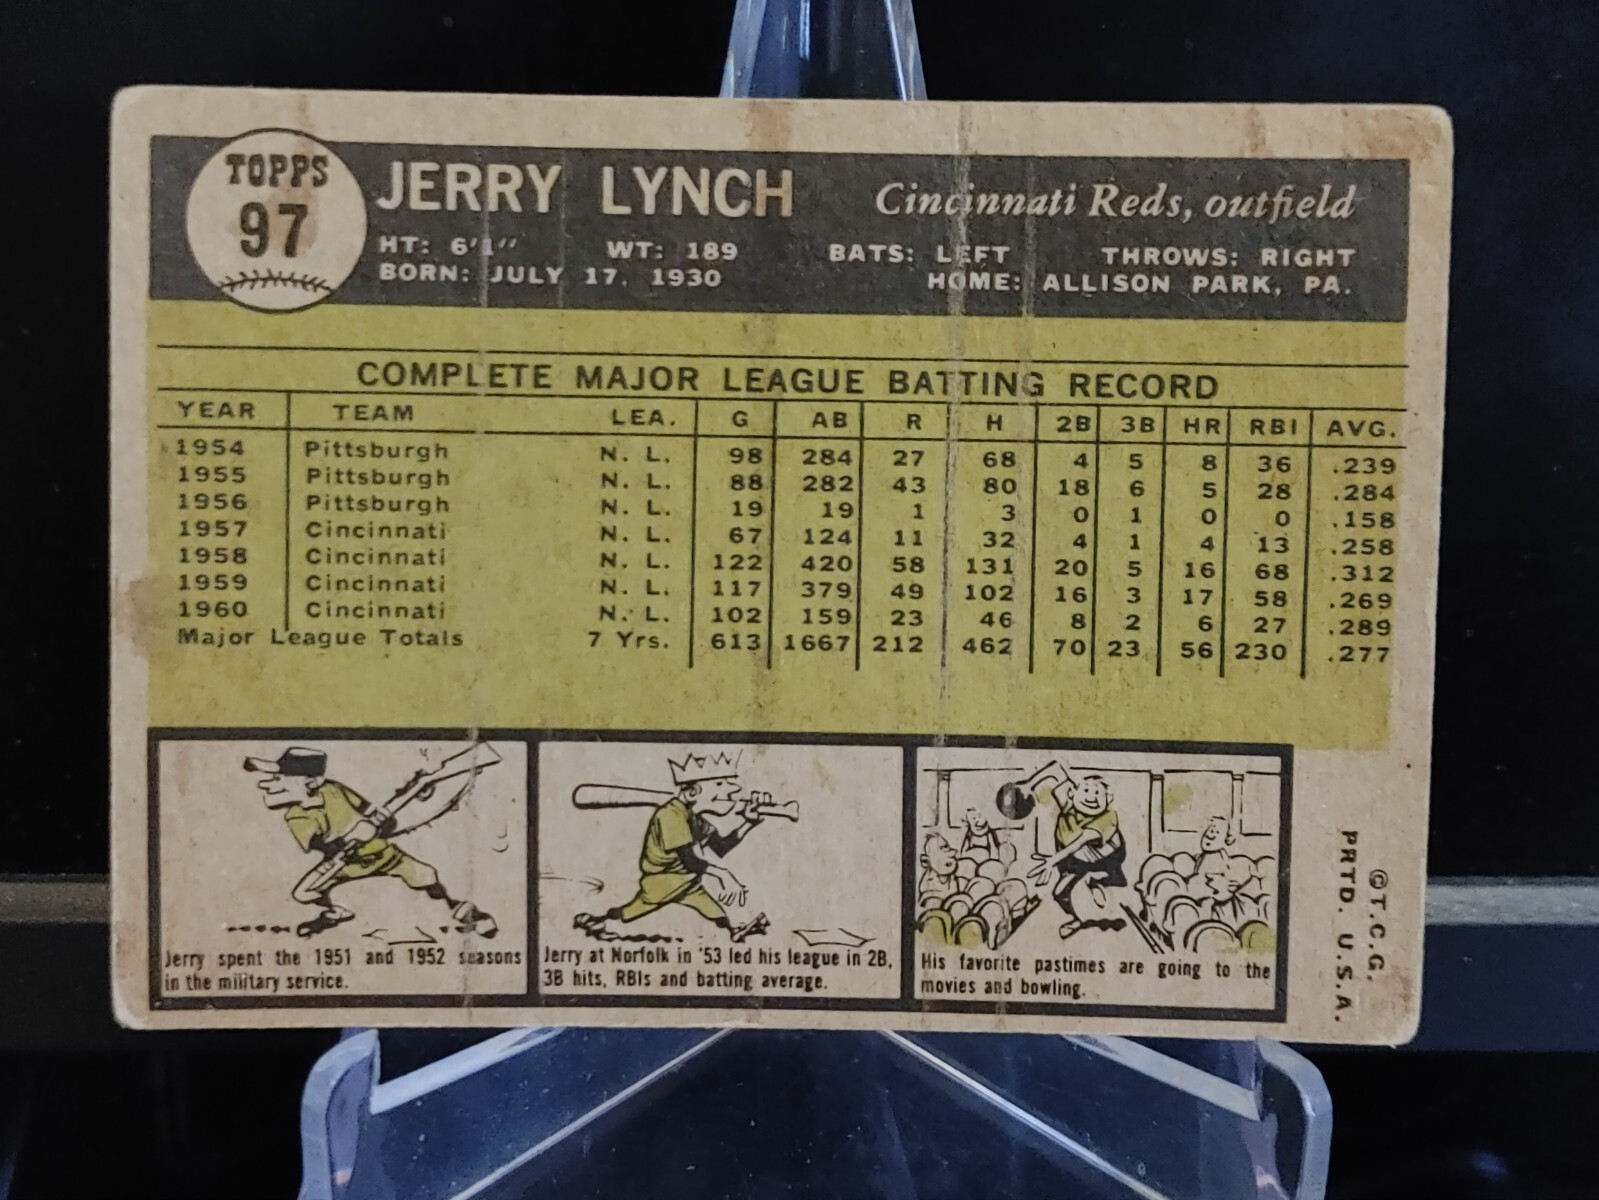 TOPPS
97
JERRY LYNCH Cincinnati Reds, outfield
HT: 6'1" WT: 189 BATS: LEFT THROWS: RIGHT
BORN: JULY 17, 1930 HOME: ALLISON PARK, PA.
COMPLETE MAJOR LEAGUE BATTING RECORD
YEAR TEAM LEA. G AB R H 2B 3B HR RBI AVG.
1954 Pittsburgh N. L. 98 284 27 68 4 5 8 36 .239
1955 Pittsburgh N. L. 88 282 43 80 18 6 5 28 .284
1956 Pittsburgh N. L. 19 19 1 3 0 1 0 0 .158
1957 Cincinnati N. L. 67 124 11 32 4 1 4 13 .258
1958 Cincinnati N. L. 122 420 58 131 20 5 16 68 .312
1959 Cincinnati N. L. 117 379 49 102 16 3 17 58 .269
1960 Cincinnati N. L. 102 159 23 46 8 2 6 27 .289
Major League Totals 7 Yrs. 613 1667 212 462 70 23 56 230 .277
Jerry spent the 1951 and 1952 seasons
in the military service.
Jerry at Norfolk in '53 led his league in 2B,
3B hits, RBIs and batting average.
His favorite pastimes are going to the
movies and bowling.
©T.C.G.
PRTD. U.S.A.